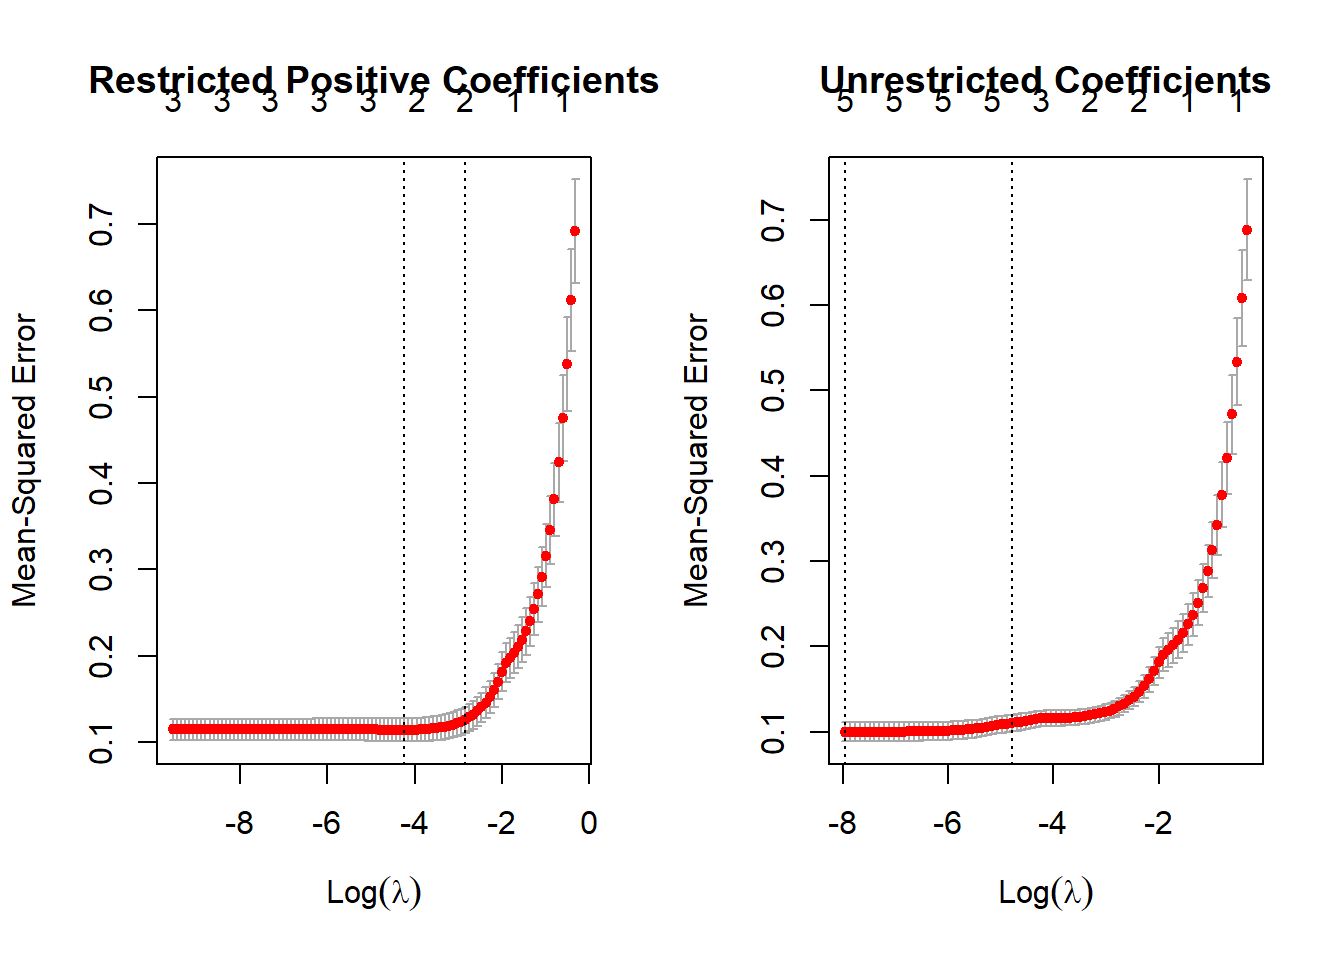 Restricted Positive Coefficients
3 3 3 3 3 2 2 1 1
Mean-Squared Error
0.7
0.6
0.5
0.4
0.3
0.2
0.1
-8 -6 -4 -2 0
Log(λ)
Unrestricted Coefficients
5 5 5 5 3 2 2 1 1
Mean-Squared Error
0.7
0.6
0.5
0.4
0.3
0.2
0.1
-8 -6 -4 -2
Log(λ)